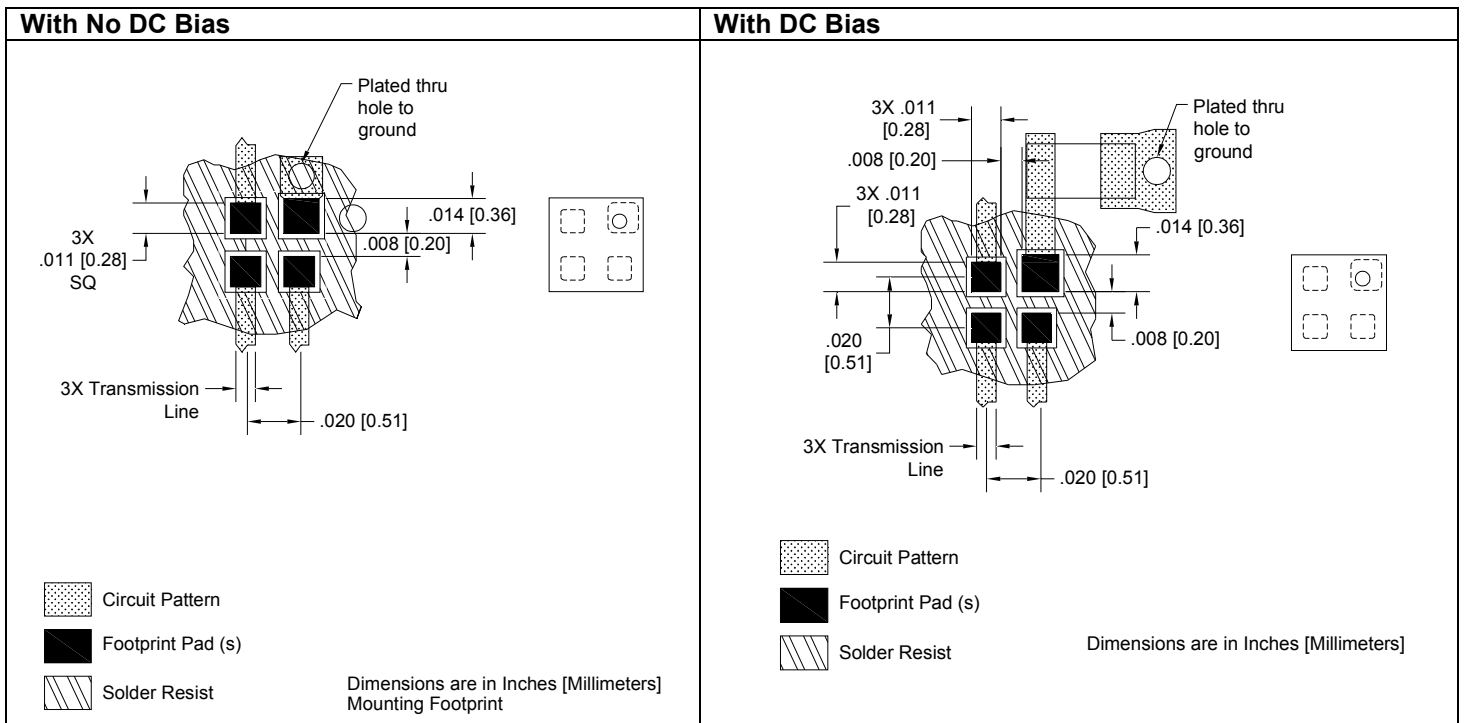 With No DC Bias
Plated thru
hole to
ground
3X
.011 [0.28]
SQ
.014 [0.36]
.008 [0.20]
3X Transmission
Line
.020 [0.51]
Circuit Pattern
Footprint Pad (s)
Solder Resist
Dimensions are in Inches [Millimeters]
Mounting Footprint
With DC Bias
3X .011
[0.28]
.008 [0.20]
3X .011
[0.28]
Plated thru
hole to
ground
.014 [0.36]
.020
[0.51]
.008 [0.20]
3X Transmission
Line
.020 [0.51]
Circuit Pattern
Footprint Pad (s)
Solder Resist
Dimensions are in Inches [Millimeters]